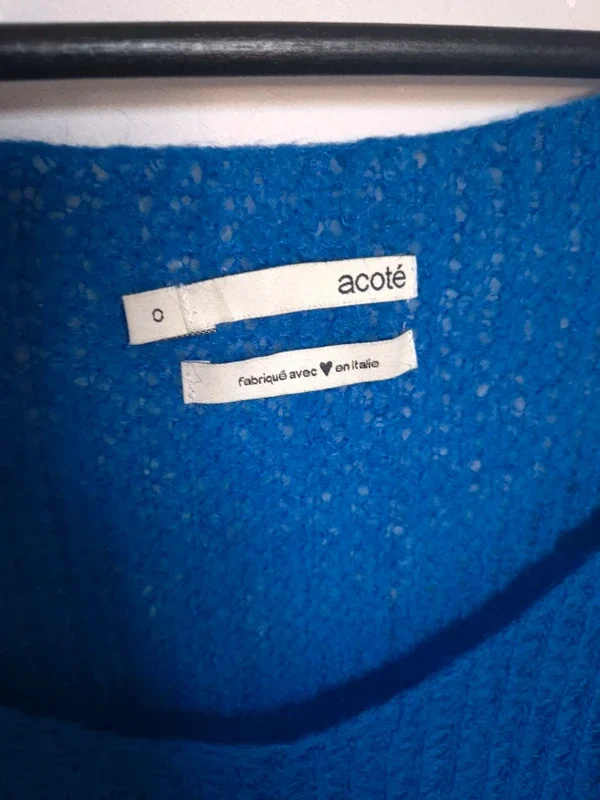 acoté
0
fabriqué avec ♥ en italie